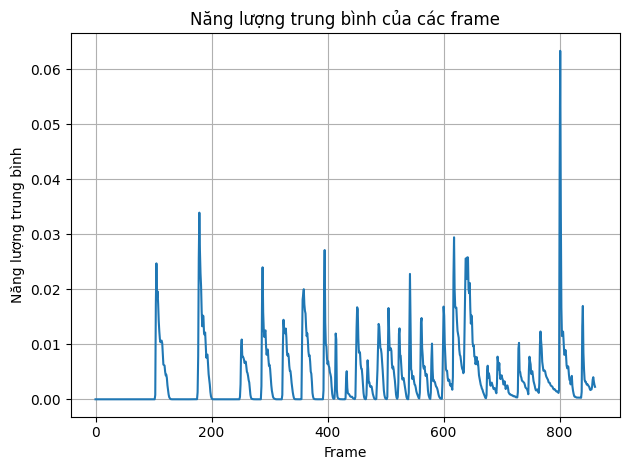 Năng lượng trung bình của các frame
Năng lượng trung bình
0.06
0.05
0.04
0.03
0.02
0.01
0.00
0 200 400 600 800
Frame